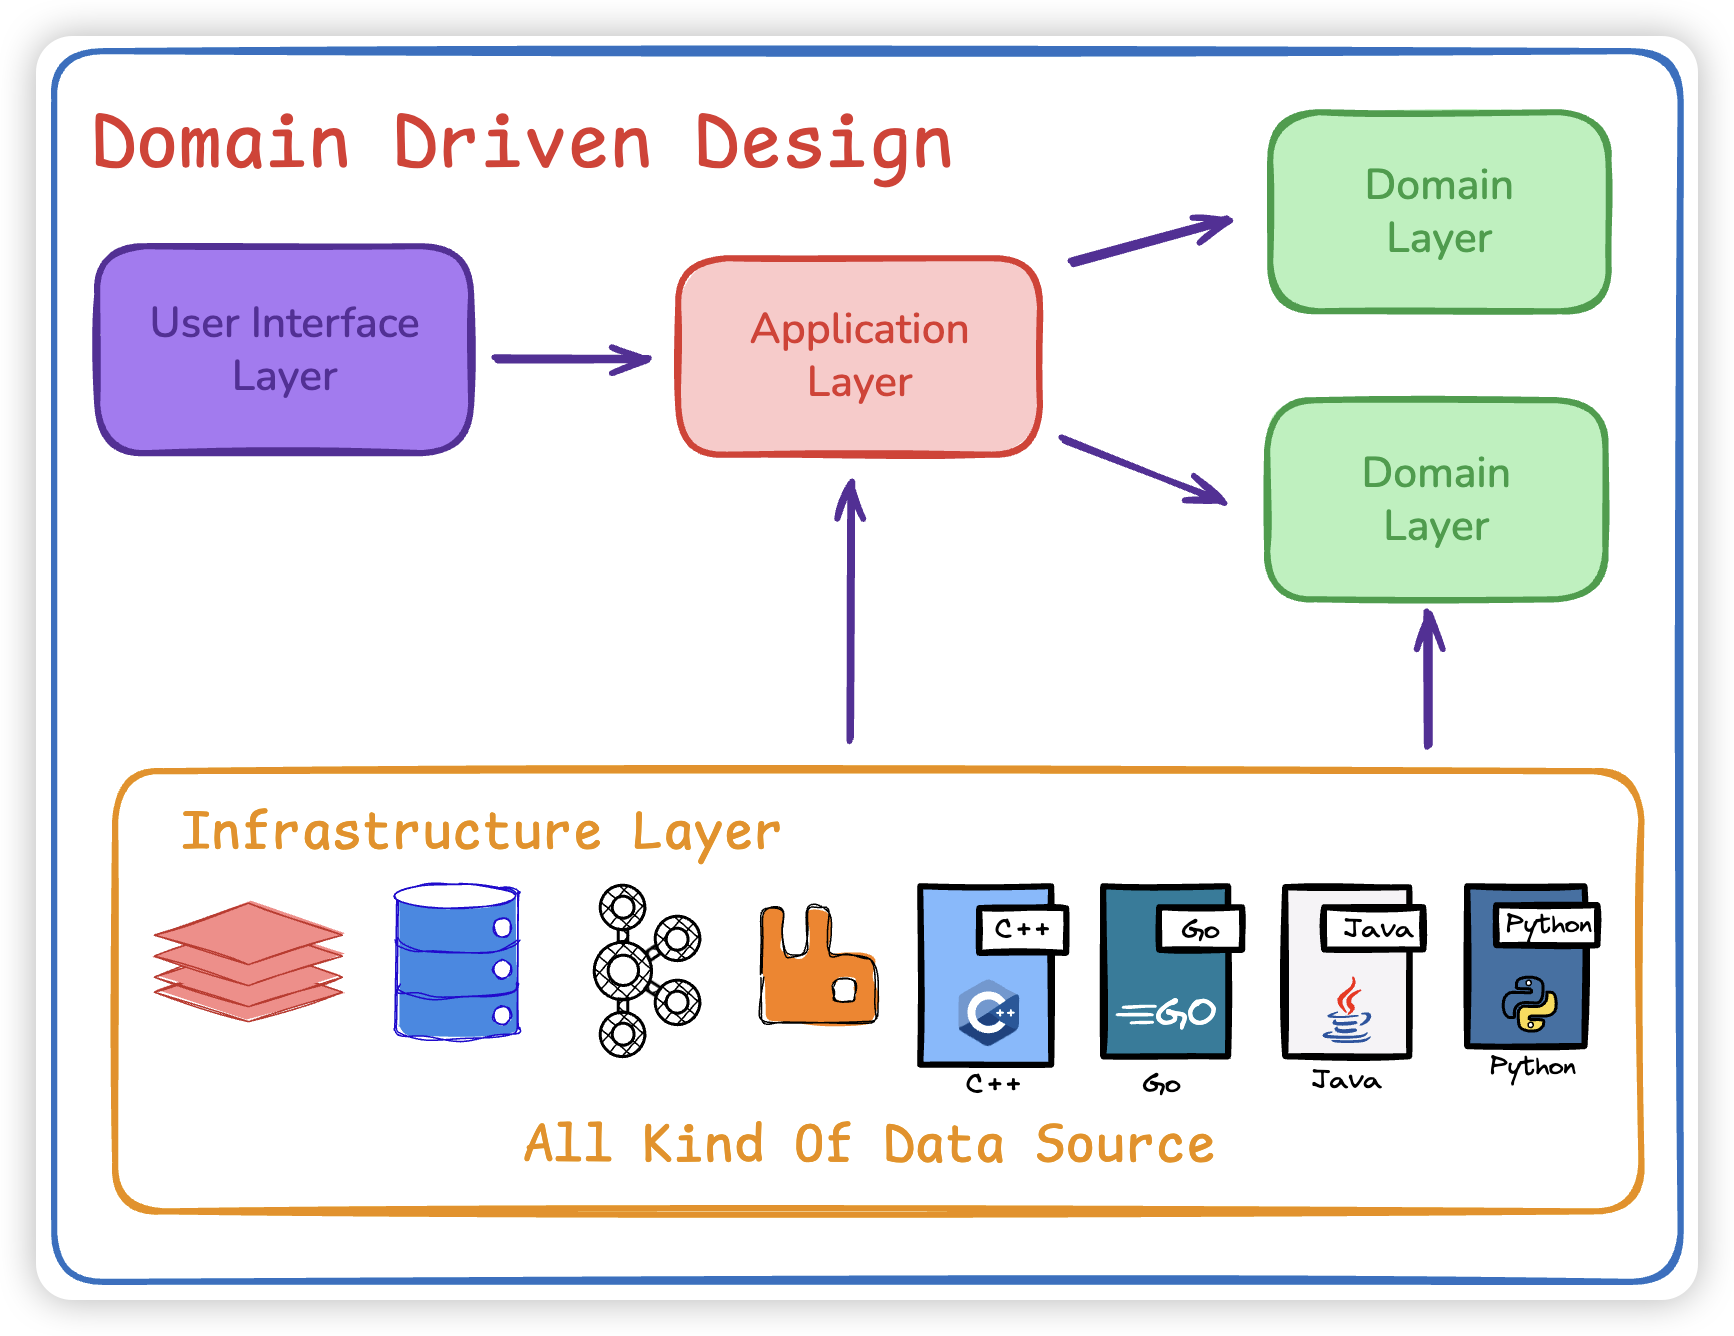 Domain Driven Design
Domain
Layer
User Interface
Layer
Application
Layer
Domain
Layer
Infrastructure Layer
C++
Go
Java
Python
C++
GO
C++
Go
Java
Python
All Kind Of Data Source